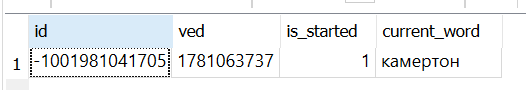 id ved is_started current_word
1 -1001981041705 1781063737 1 камертон